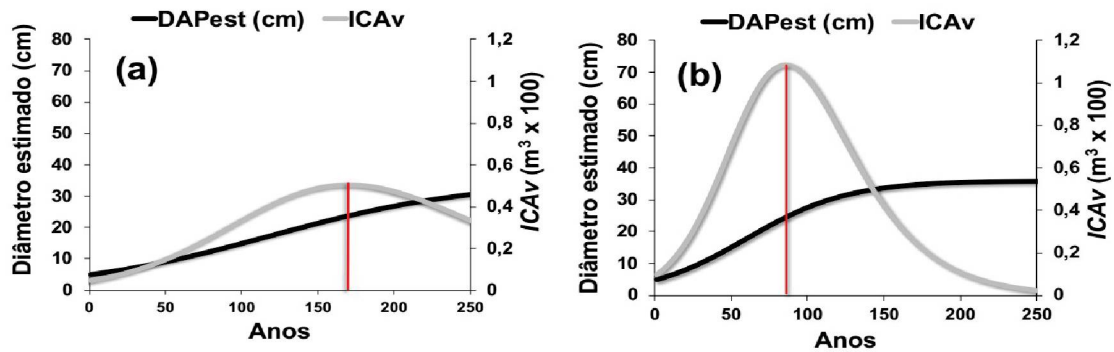 DAPest (cm) ICAv
(a)
Diâmetro estimado (cm)
80
70
60
50
40
30
20
10
0
1,2
1
0,8
0,6
0,4
0,2
0
ICAv (m³ x 100)
0 50 100 150 200 250
Anos
DAPest (cm) ICAv
(b)
Diâmetro estimado (cm)
80
70
60
50
40
30
20
10
0
1,2
1
0,8
0,6
0,4
0,2
0
ICAv (m³ x 100)
0 50 100 150 200 250
Anos